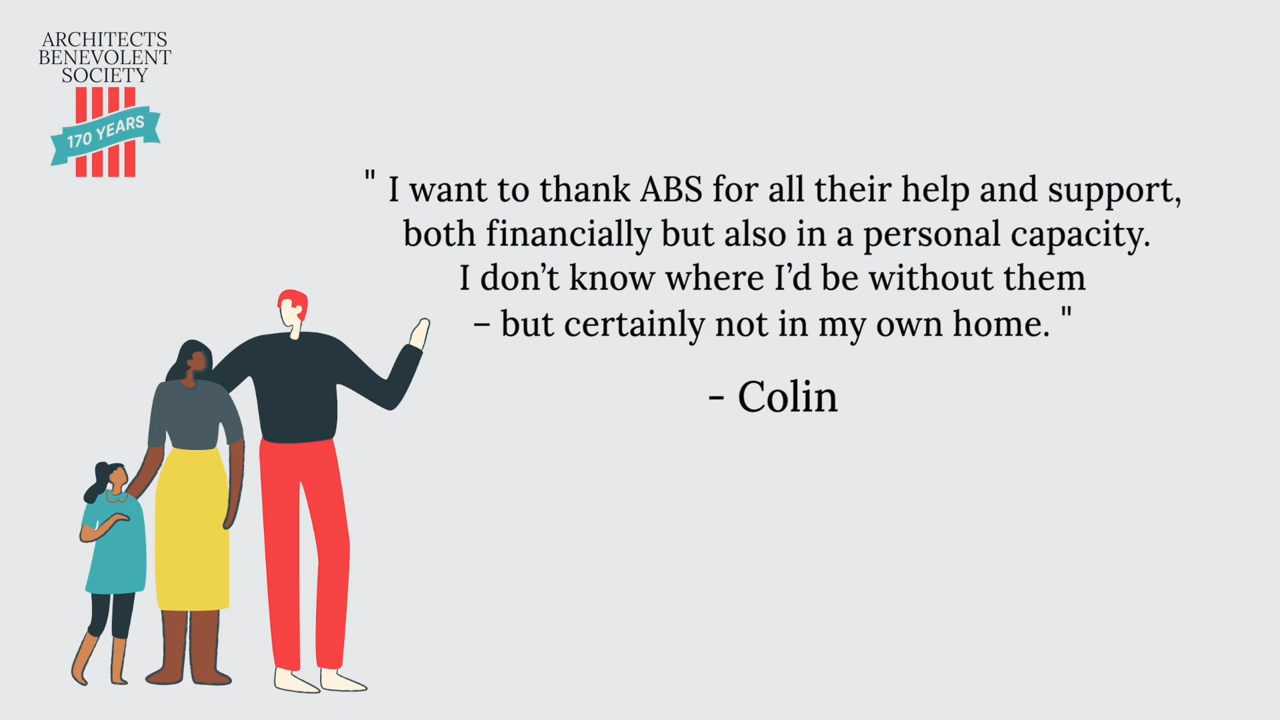 ARCHITECTS
BENEVOLENT
SOCIETY
170 YEARS
" I want to thank ABS for all their help and support,
both financially but also in a personal capacity.
I don’t know where I’d be without them
– but certainly not in my own home. "
- Colin